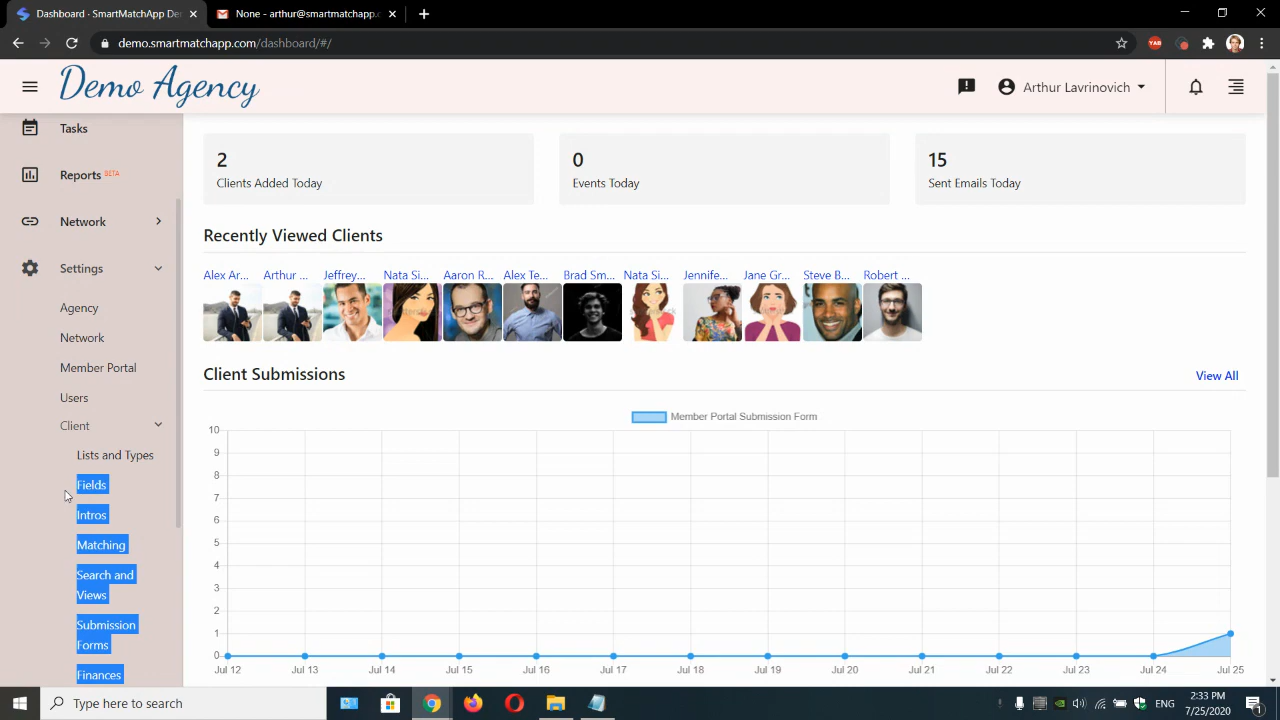 Dashboard · SmartMatchApp Der
None - arthur@smartmatchapp.c
demo.smartmatchapp.com/dashboard/#/
Demo Agency
Arthur Lavrinovich
Tasks
Reports BETA
Network
Settings
Agency
Network
Member Portal
Users
Client
Lists and Types
Fields
Intros
Matching
Search and
Views
Submission
Forms
Finances
2
Clients Added Today
0
Events Today
15
Sent Emails Today
Recently Viewed Clients
Alex Ar... Arthur ... Jeffrey... Nata Si... Aaron R... Alex Te... Brad Sm... Nata Si... Jennife... Jane Gr... Steve B... Robert ...
Client Submissions
View All
Member Portal Submission Form
10
9
8
7
6
5
4
3
2
1
0
Jul 12 Jul 13 Jul 14 Jul 15 Jul 16 Jul 17 Jul 18 Jul 19 Jul 20 Jul 21 Jul 22 Jul 23 Jul 24 Jul 25
Type here to search
ENG
2:33 PM
7/25/2020
1